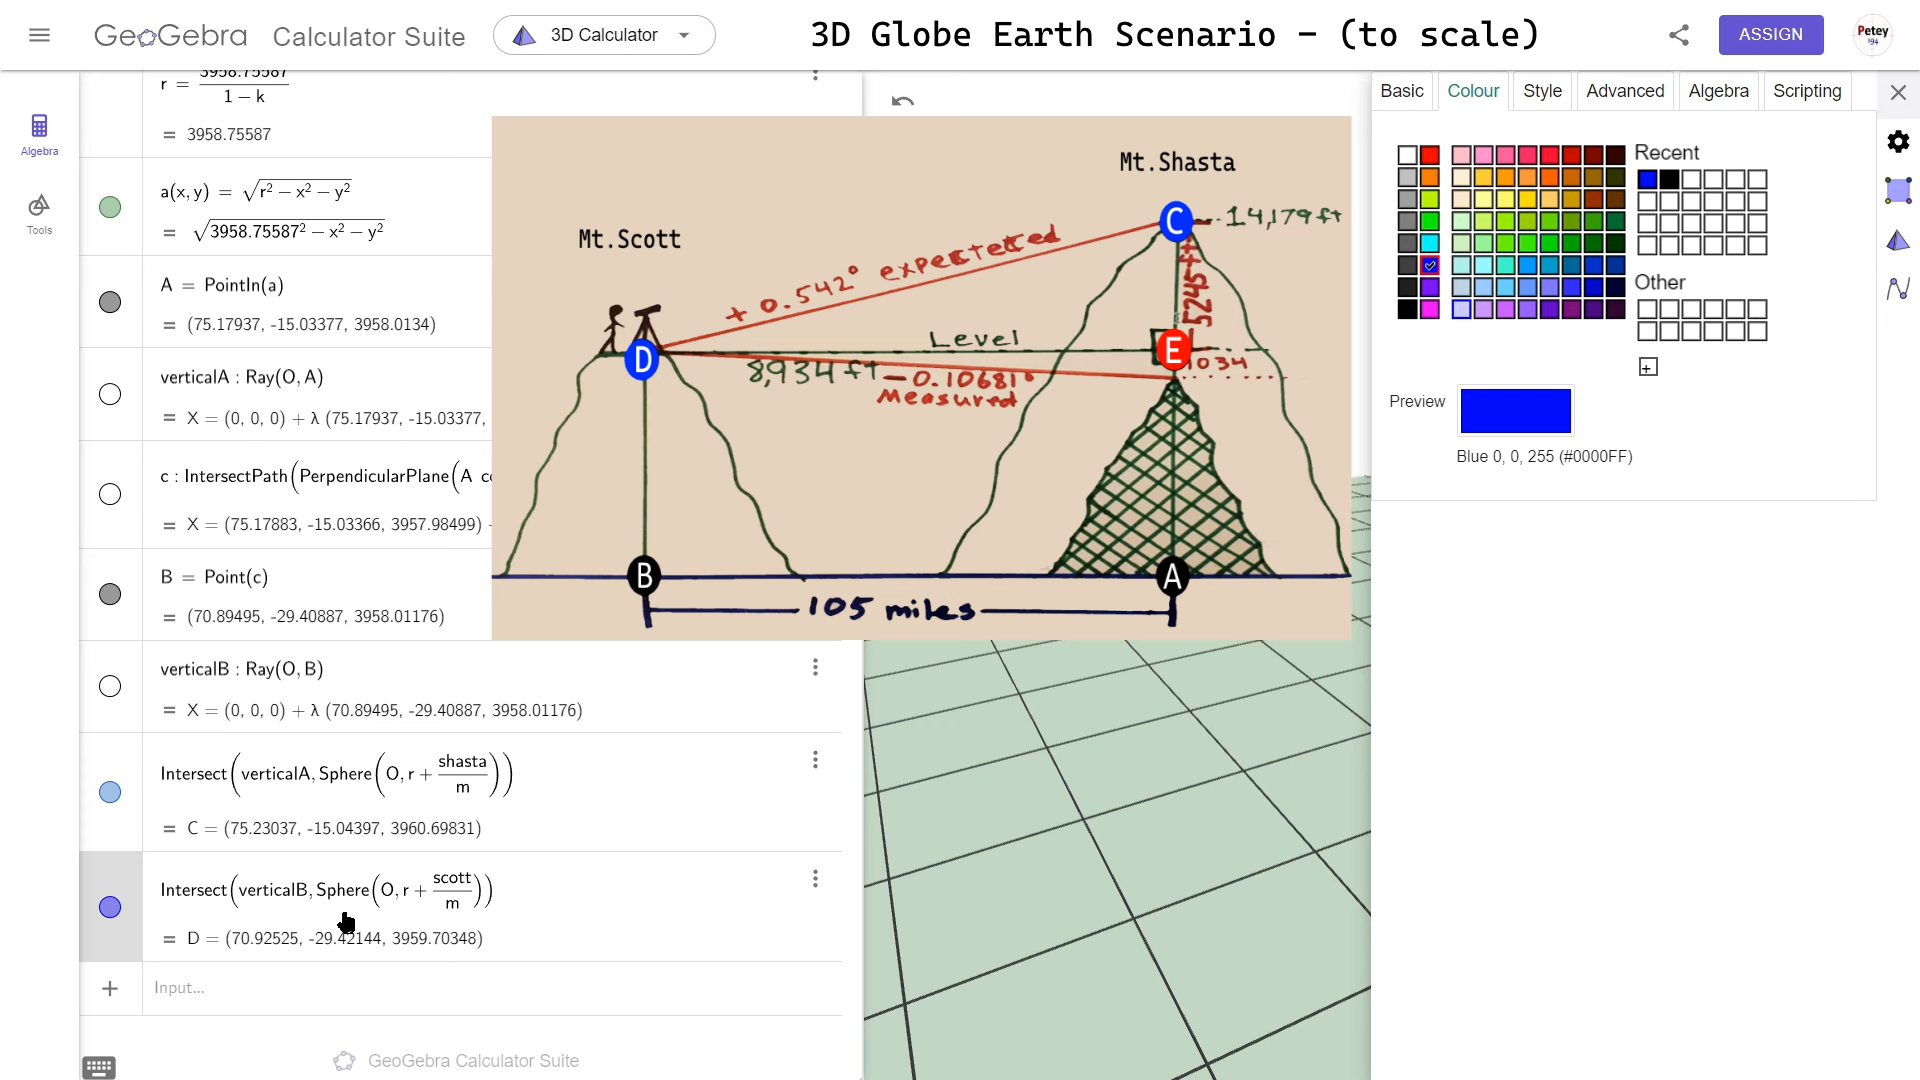 GeoGebra Calculator Suite 3D Calculator 3D Globe Earth Scenario - (to scale) ASSIGN Petey '94
Algebra
Tools
r = 3958.75587 / 1 − k
= 3958.75587
a(x, y) = √r² − x² − y²
= √3958.75587² − x² − y²
A = PointIn(a)
= (75.17937, -15.03377, 3958.0134)
verticalA : Ray(O, A)
= X = (0, 0, 0) + λ (75.17937, -15.03377,
c : IntersectPath(PerpendicularPlane(A
= X = (75.17883, -15.03366, 3957.98499)
B = Point(c)
= (70.89495, -29.40887, 3958.01176)
verticalB : Ray(O, B)
= X = (0, 0, 0) + λ (70.89495, -29.40887, 3958.01176)
Intersect(verticalA, Sphere(O, r + shasta / m))
= C = (75.23037, -15.04397, 3960.69831)
Intersect(verticalB, Sphere(O, r + scott / m))
= D = (70.92525, -29.42144, 3959.70348)
+ Input...
GeoGebra Calculator Suite
Mt.Shasta
Mt.Scott
C
14,179 ft
+ 0.542° expectected
5245 ft
Level
D
E
8,934 ft
1034
-0.10681°
Measured
B
A
105 miles
Basic Colour Style Advanced Algebra Scripting
Recent
Other
Preview
Blue 0, 0, 255 (#0000FF)